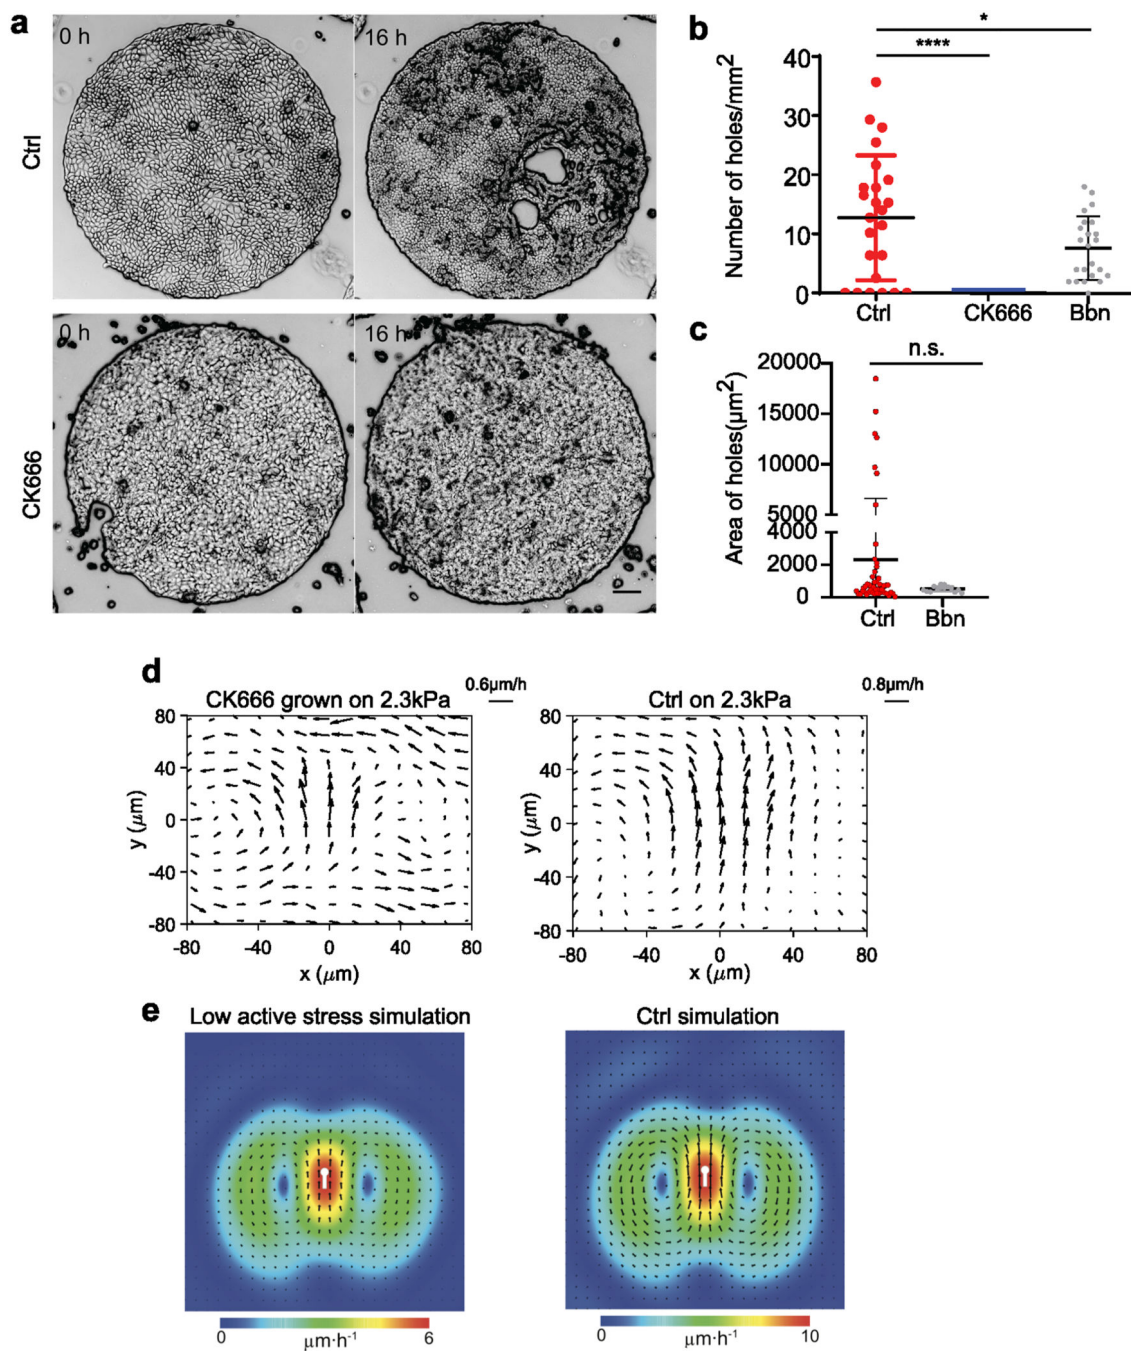 a
0 h
16 h
Ctrl
0 h
16 h
CK666
b
*
****
Number of holes/mm²
40
30
20
10
0
Ctrl
CK666
Bbn
c
n.s.
Area of holes(µm²)
20000
15000
10000
5000
4000
2000
0
Ctrl
Bbn
d
CK666 grown on 2.3kPa
0.6µm/h
Ctrl on 2.3kPa
0.8µm/h
y (µm)
80
40
0
-40
-80
-80
-40
0
40
80
x (µm)
y (µm)
80
40
0
-40
-80
-80
-40
0
40
80
x (µm)
e
Low active stress simulation
Ctrl simulation
0
µm·h⁻¹
6
0
µm·h⁻¹
10